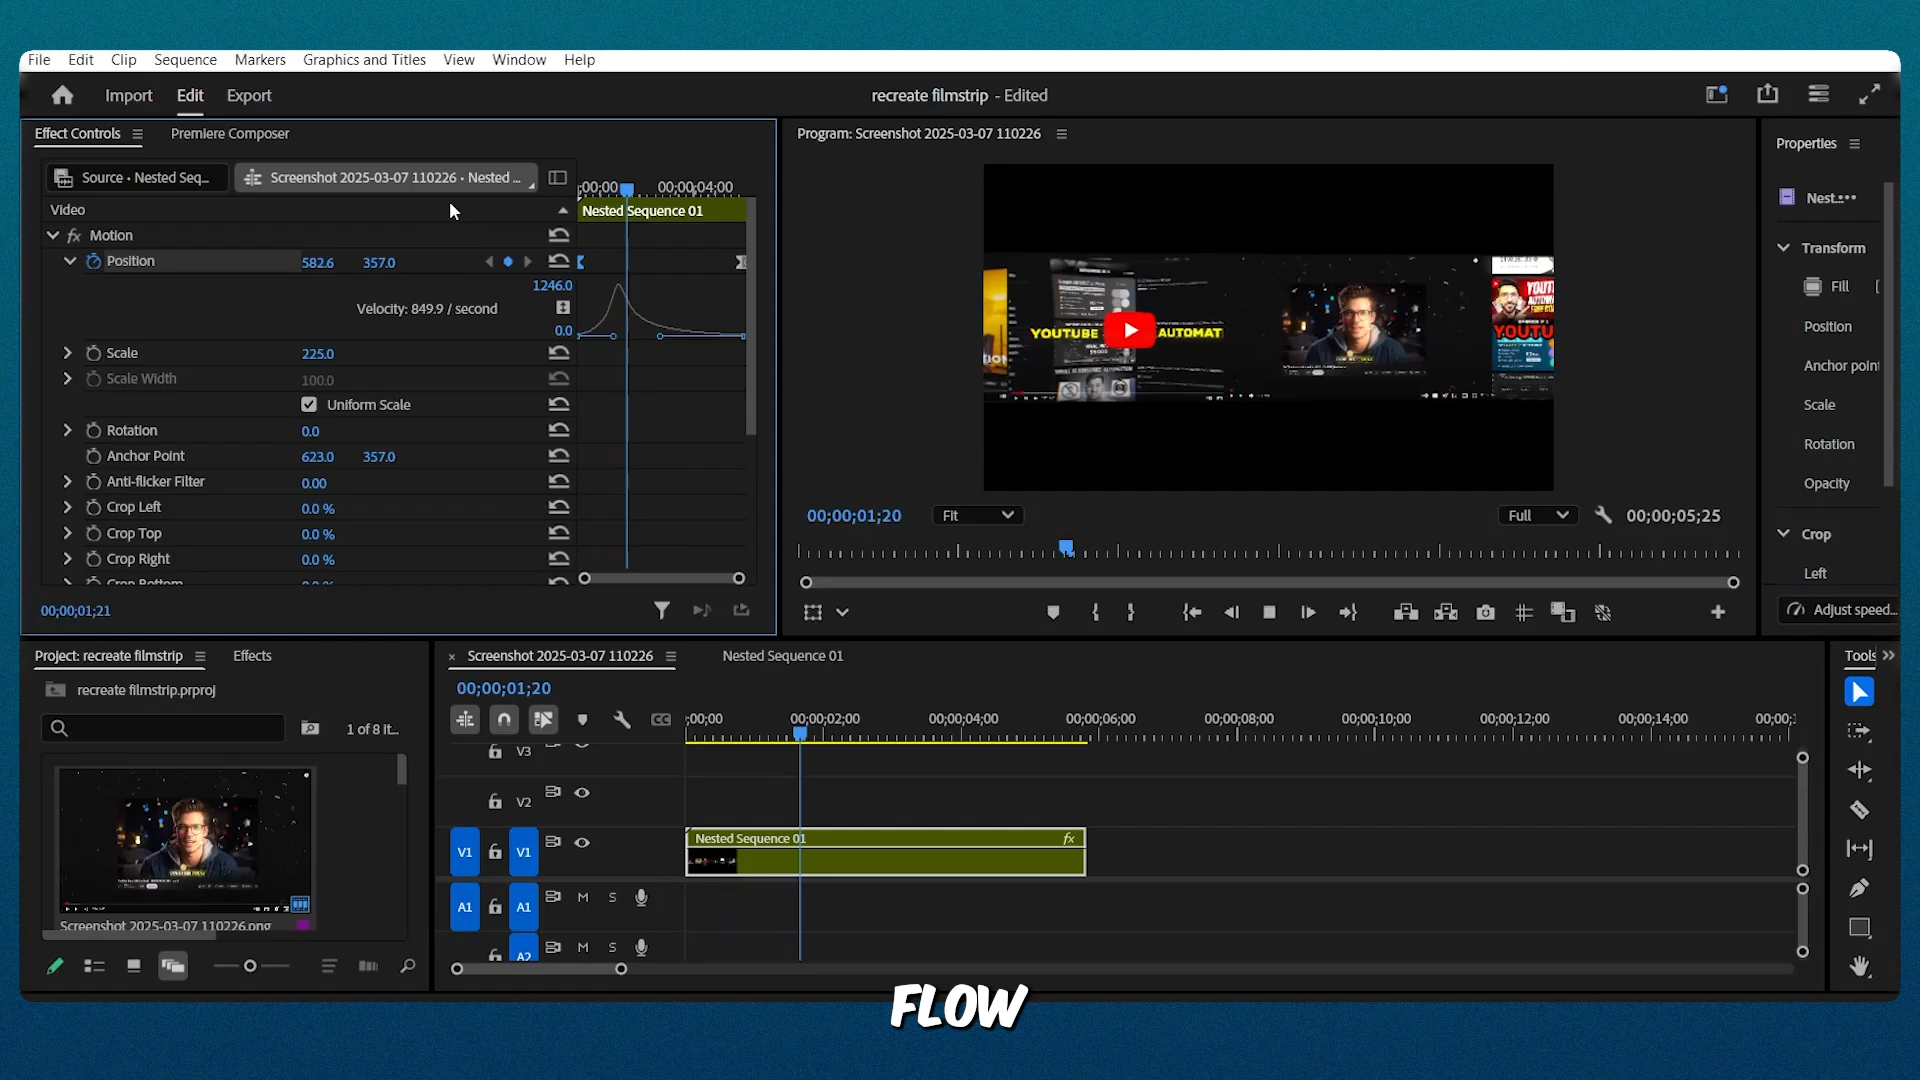 File Edit Clip Sequence Markers Graphics and Titles View Window Help
Import Edit Export
recreate filmstrip - Edited
Effect Controls Premiere Composer
Source • Nested Seq...
Screenshot 2025-03-07 110226 • Nested ...
;00;00 00;00;04;00
Video
Nested Sequence 01
Motion
Position 582.6 357.0
1246.0
Velocity: 849.9 / second
0.0
Scale 225.0
Scale Width 100.0
Uniform Scale
Rotation 0.0
Anchor Point 623.0 357.0
Anti-flicker Filter 0.00
Crop Left 0.0 %
Crop Top 0.0 %
Crop Right 0.0 %
Crop Bottom 0.0 %
00;00;01;21
Program: Screenshot 2025-03-07 110226
YOUTUBE AUTOMAT
00;00;01;20 Fit Full 00;00;05;25
Properties
Nest...
Transform
Fill
Position
Anchor point
Scale
Rotation
Opacity
Crop
Left
Adjust speed...
Project: recreate filmstrip Effects
recreate filmstrip.prproj
1 of 8 it...
Screenshot 2025-03-07 110226.png
Screenshot 2025-03-07 110226 Nested Sequence 01
00;00;01;20
;00;00 00;00;02;00 00;00;04;00 00;00;06;00 00;00;08;00 00;00;10;00 00;00;12;00 00;00;14;00 00;00;
V3
V2
V1 V1
Nested Sequence 01 fx
A1 A1 M S
A2 M S
Tools
FLOW